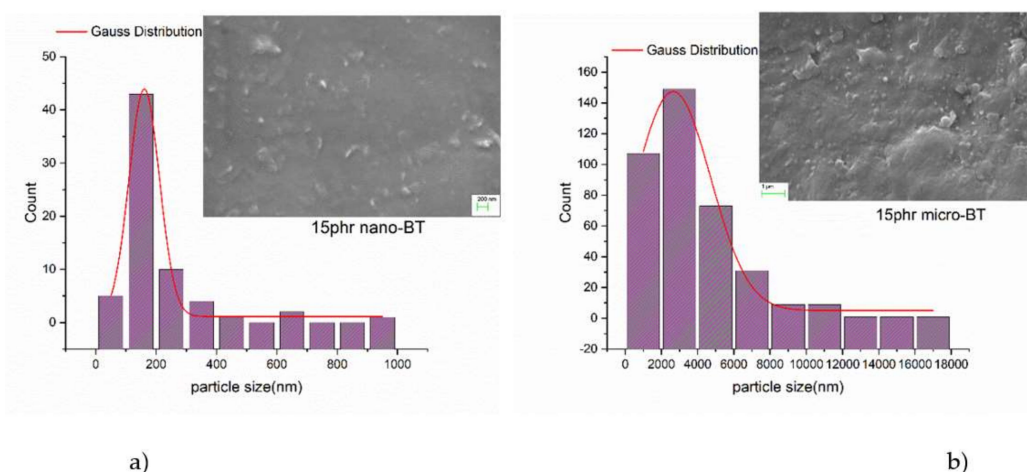 Gauss Distribution
50
40
30
20
10
0
Count
0 200 400 600 800 1000
particle size(nm)
200 nm
15phr nano-BT
a)
Gauss Distribution
160
140
120
100
80
60
40
20
0
-20
Count
0 2000 4000 6000 8000 10000 12000 14000 16000 18000
particle size(nm)
1 µm
15phr micro-BT
b)